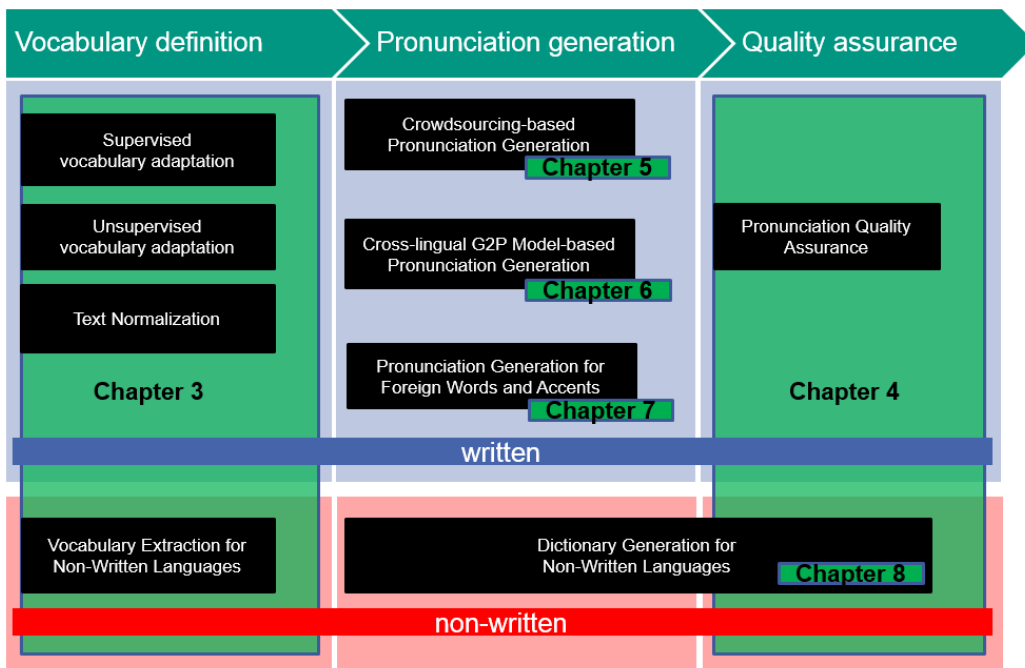 Vocabulary definition
Pronunciation generation
Quality assurance
Supervised
vocabulary adaptation
Unsupervised
vocabulary adaptation
Text Normalization
Chapter 3
Crowdsourcing-based
Pronunciation Generation
Chapter 5
Cross-lingual G2P Model-based
Pronunciation Generation
Chapter 6
Pronunciation Generation for
Foreign Words and Accents
Chapter 7
Pronunciation Quality
Assurance
Chapter 4
written
Vocabulary Extraction for
Non-Written Languages
Dictionary Generation for
Non-Written Languages
Chapter 8
non-written